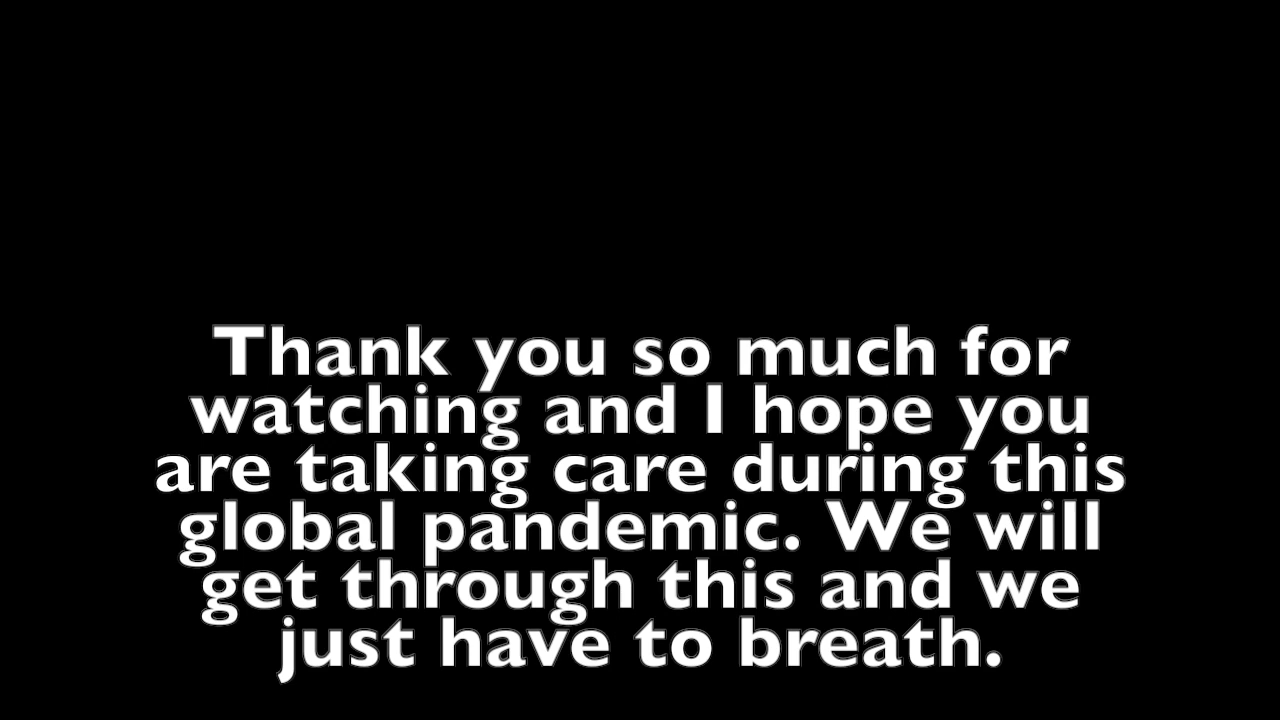 Thank you so much for
watching and I hope you
are taking care during this
global pandemic. We will
get through this and we
just have to breath.